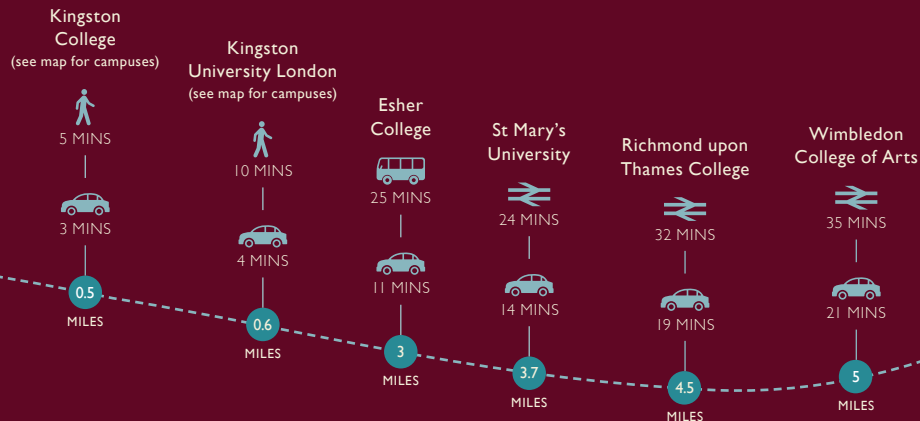 Kingston
College
(see map for campuses)
5 MINS
3 MINS
0.5
MILES
Kingston
University London
(see map for campuses)
10 MINS
4 MINS
0.6
MILES
Esher
College
25 MINS
11 MINS
3
MILES
St Mary's
University
24 MINS
14 MINS
3.7
MILES
Richmond upon
Thames College
32 MINS
19 MINS
4.5
MILES
Wimbledon
College of Arts
35 MINS
21 MINS
5
MILES